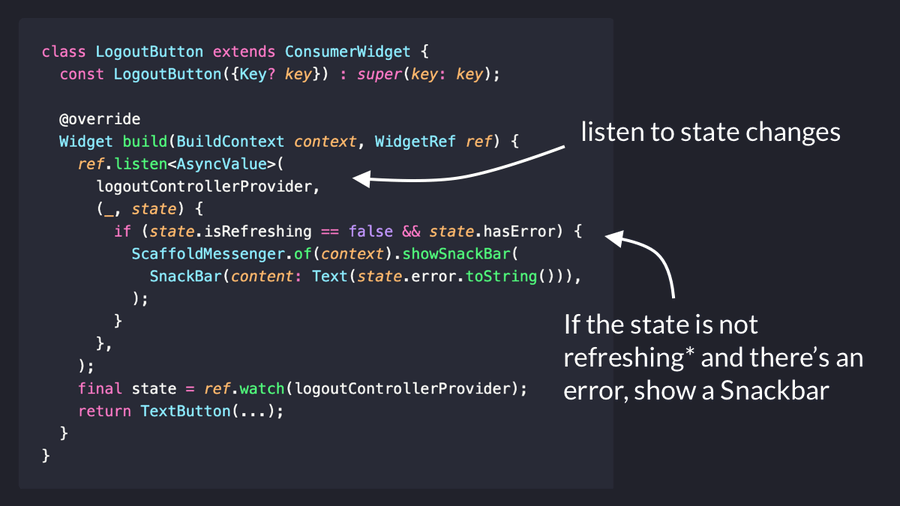 class LogoutButton extends ConsumerWidget {
const LogoutButton({Key? key}) : super(key: key);
@override
Widget build(BuildContext context, WidgetRef ref) {
ref.listen<AsyncValue>(
logoutControllerProvider,
(_, state) {
if (state.isRefreshing == false && state.hasError) {
ScaffoldMessenger.of(context).showSnackBar(
SnackBar(content: Text(state.error.toString())),
);
}
},
);
final state = ref.watch(logoutControllerProvider);
return TextButton(...);
}
}
listen to state changes
If the state is not
refreshing* and there's an
error, show a Snackbar